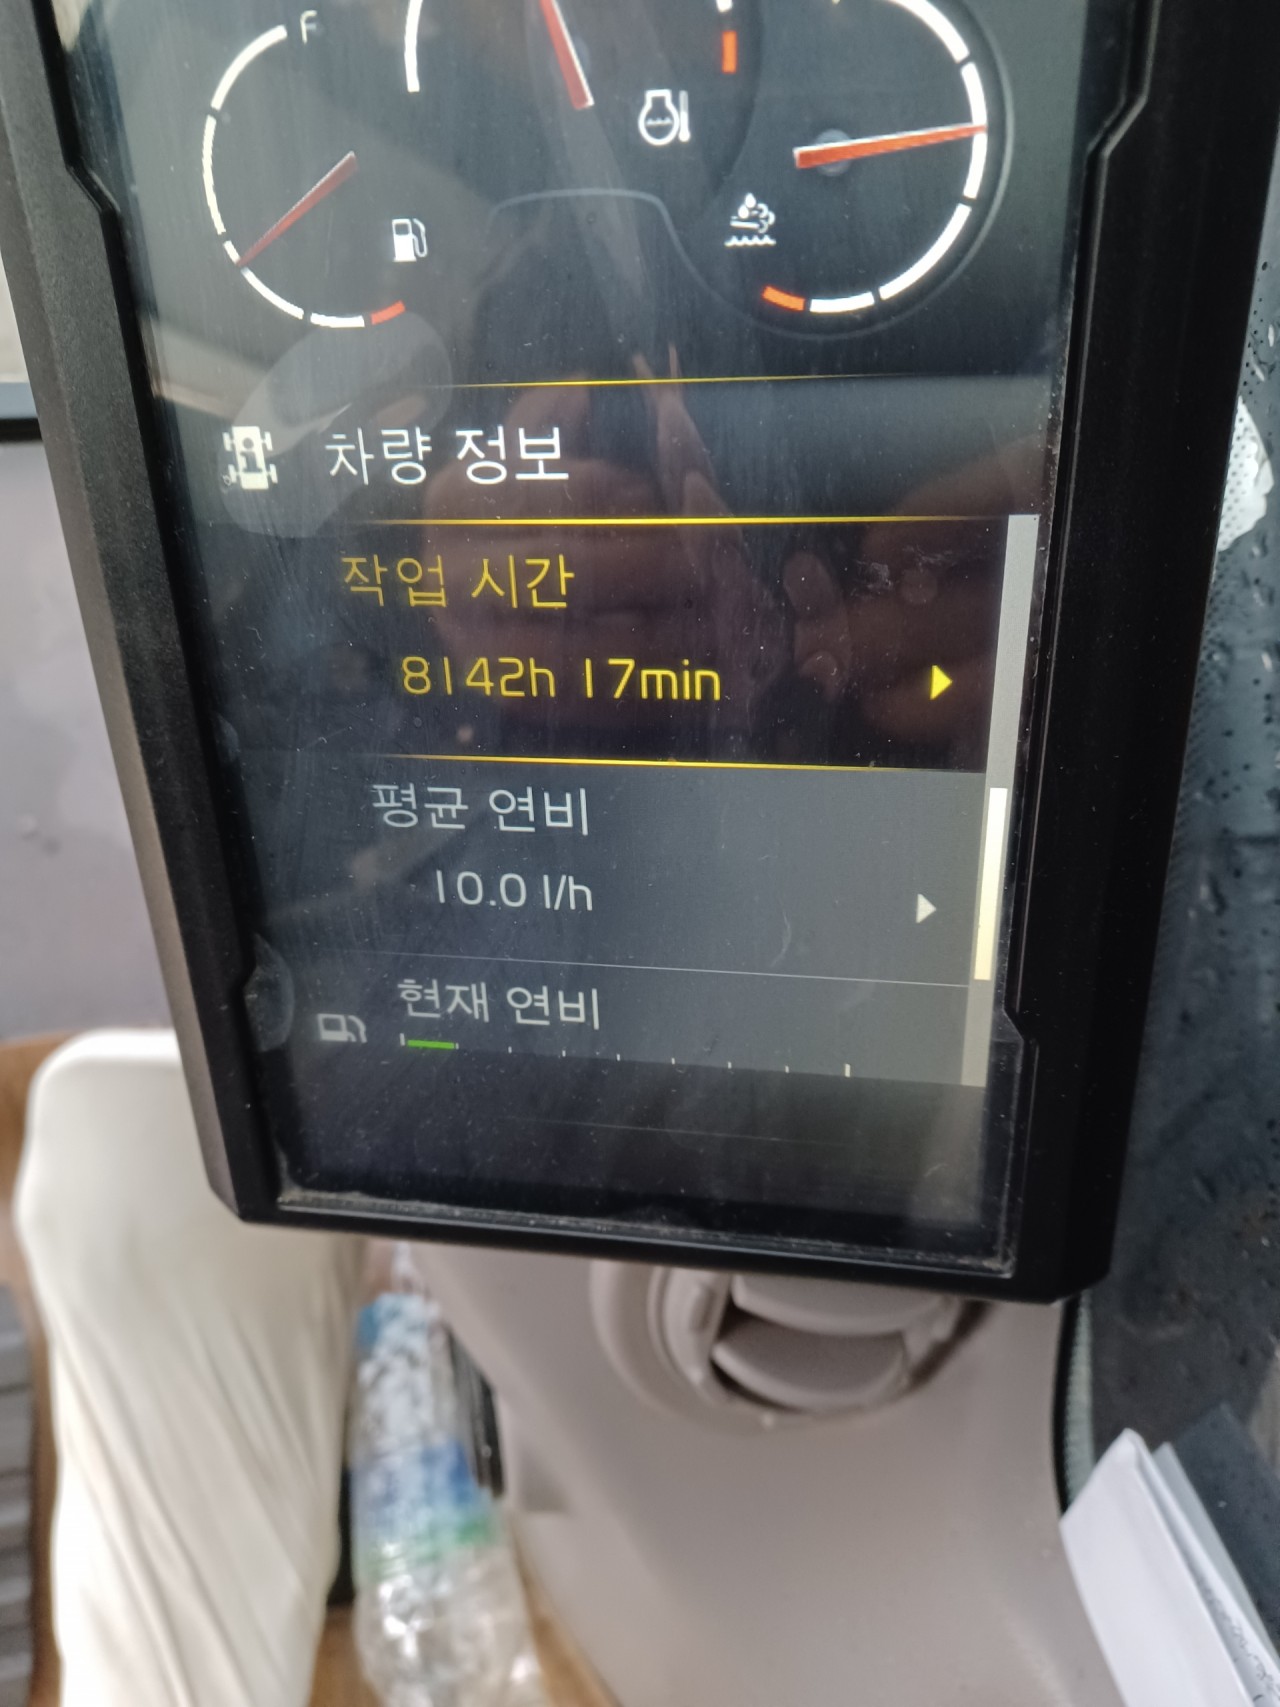 F
차량 정보
작업 시간
8142h 17min
평균 연비
10.0 l/h
현재 연비